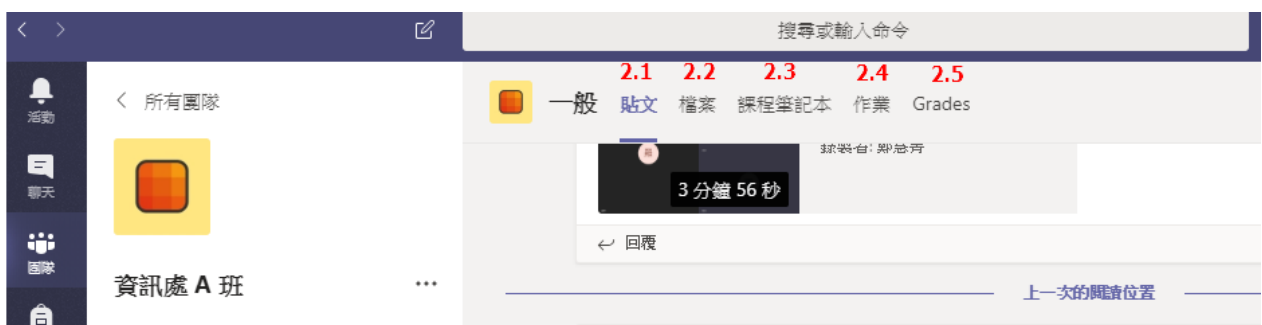 搜尋或輸入命令
2.1 2.2 2.3 2.4 2.5
活動
所有團隊
一般 貼文 檔案 課程筆記本 作業 Grades
聊天
3 分鐘 56 秒
回覆
團隊
資訊處 A 班
上一次的閱讀位置